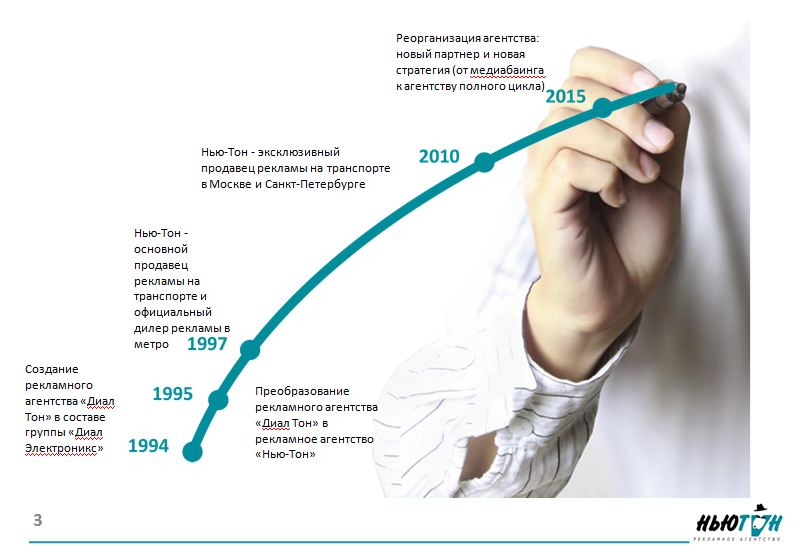 Реорганизация агентства:
новый партнер и новая
стратегия (от медиабаинга
к агентству полного цикла)
2015
Нью-Тон - эксклюзивный
продавец рекламы на транспорте
в Москве и Санкт-Петербурге
2010
Нью-Тон -
основной
продавец
рекламы на
транспорте и
официальный
дилер рекламы в
метро
1997
Создание
рекламного
агентства «Диал
Тон» в составе
группы «Диал
Электроникс»
1995
Преобразование
рекламного агентства
«Диал Тон» в
рекламное агентство
«Нью-Тон»
1994
3
НЬЮТОН
РЕКЛАМНОЕ АГЕНТСТВО